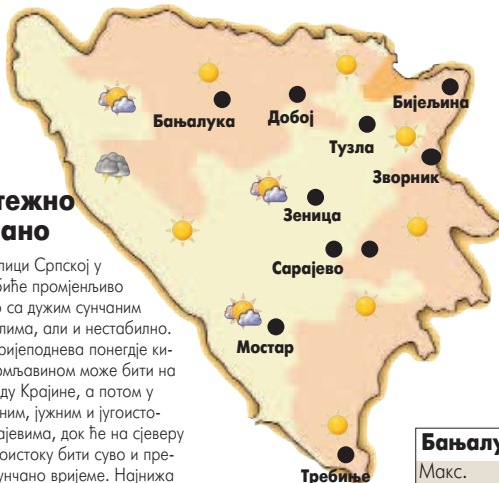 Бањалука
Добој
Бијељина
Тузла
Зворник
Зеница
Сарајево
Мостар
Требиње
тежно
ано
лици Српској у
биће промјенљиво
о са дужим сунчаним
лима, али и нестабилно.
ријеподнева понегдје ки-
рмљавином може бити на
ду Крајине, а потом у
ним, јужним и југоисто-
ајевима, док ће на сјеверу
оистоку бити суво и пре-
унчано вријеме. Најнижа
Бањалу
Макс.